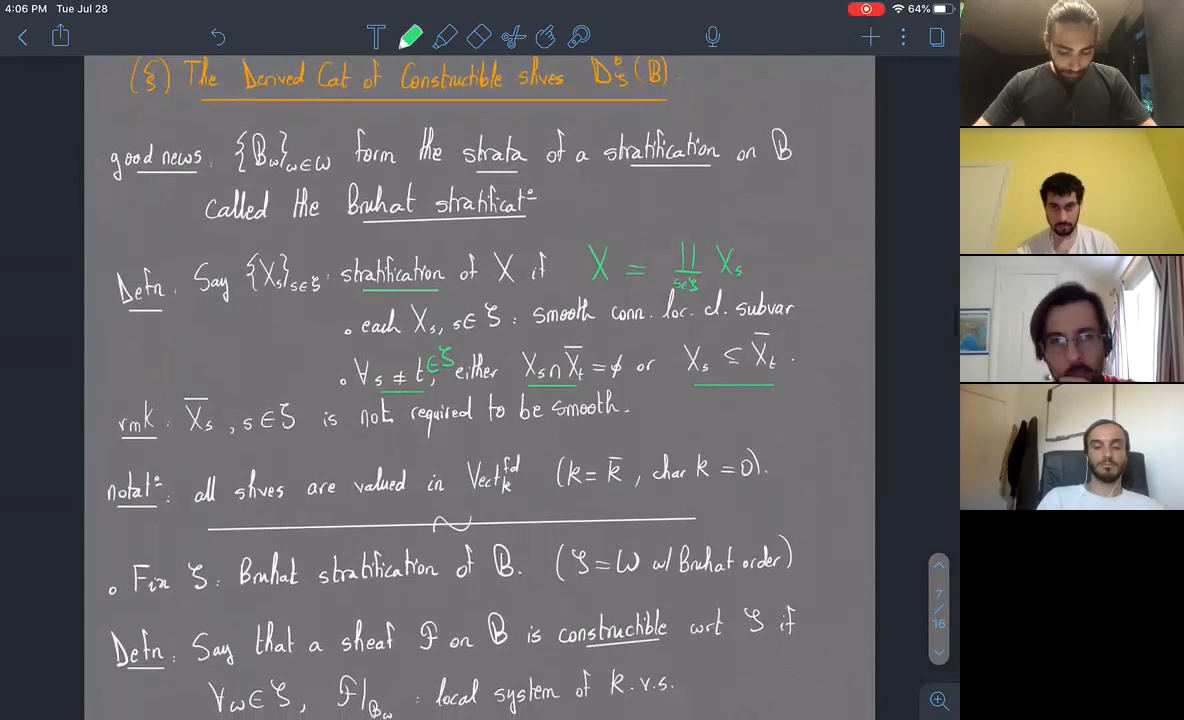 4:06 PM Tue Jul 28
64%
(ξ) The Derived Cat of Constructible shves D^b_ξ(B).
good news: {B_w}_{w∈W} form the strata of a stratification on B
called the Bruhat stratificat°
Defn. Say {X_s}_{s∈ξ}: stratification of X if X = ∐_{s∈ξ} X_s
• each X_s, s∈ξ: smooth conn. loc. cl. subvar
• ∀s≠t∈ξ, either X_s∩X̄_t=ϕ or X_s ⊆ X̄_t.
rmk: X̄_s, s∈ξ is not required to be smooth.
notat°: all shves are valued in Vect_k^{fd} (k=k̄, char k=0).
• Fix ξ: Bruhat stratification of B. (ξ=W w/ Bruhat order)
Defn: Say that a sheaf F on B is constructible wrt ξ if
∀w∈ξ, F|_{B_w}: local system of k.v.s.
7
/
16